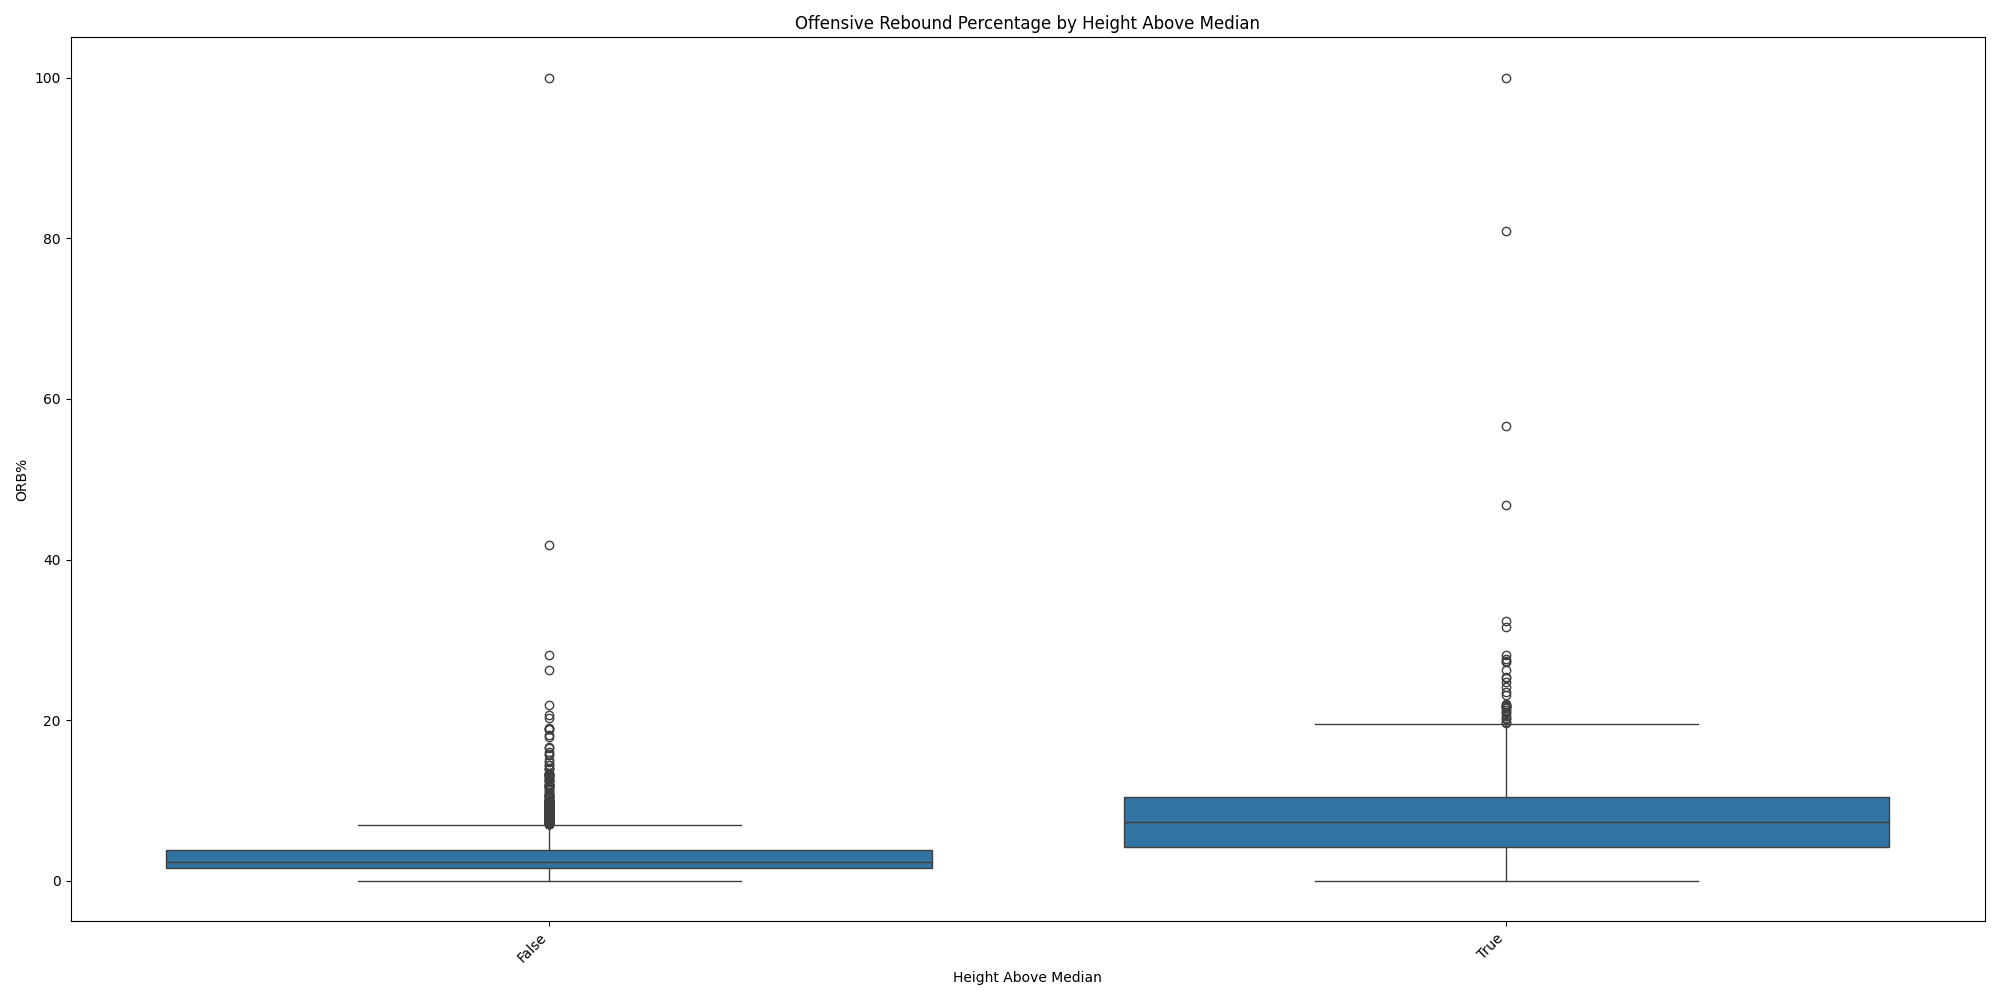 Offensive Rebound Percentage by Height Above Median
100
80
60
40
20
0
ORB%
False
True
Height Above Median